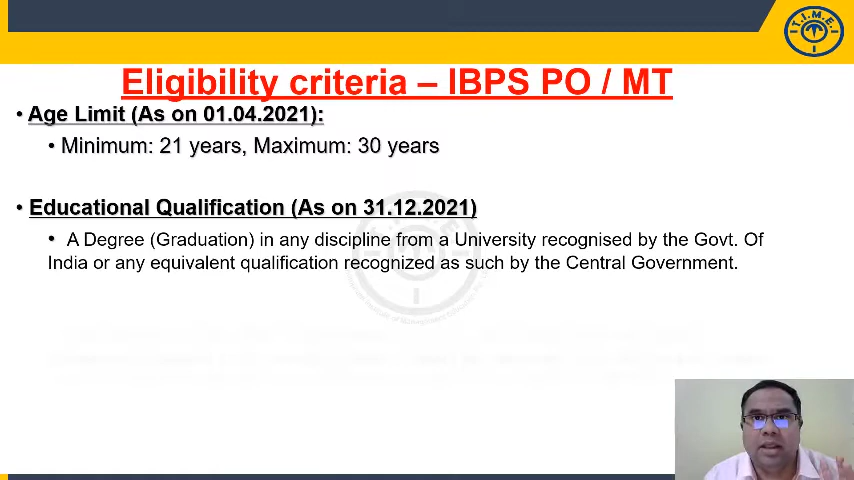 T.I.M.E.
Eligibility criteria – IBPS PO / MT
• Age Limit (As on 01.04.2021):
• Minimum: 21 years, Maximum: 30 years
• Educational Qualification (As on 31.12.2021)
• A Degree (Graduation) in any discipline from a University recognised by the Govt. Of
India or any equivalent qualification recognized as such by the Central Government.